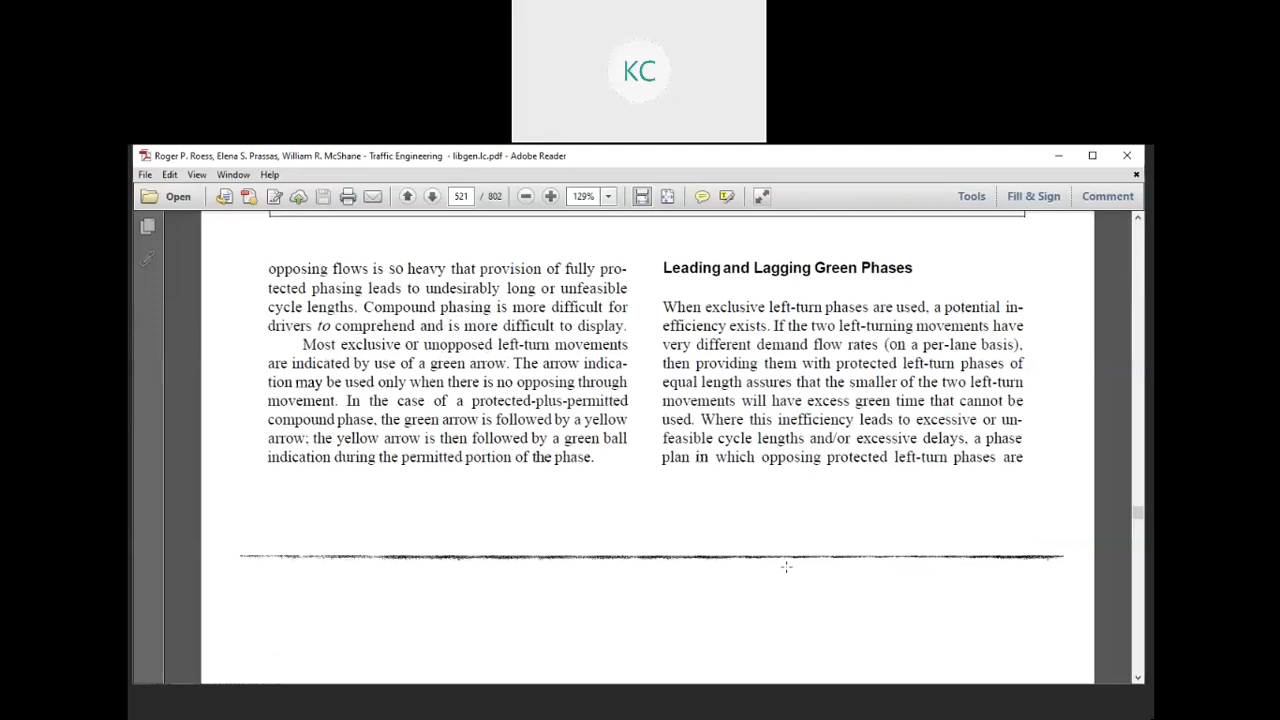 KC
Roger P. Roess, Elena S. Prassas, William R. McShane - Traffic Engineering - libgen.lc.pdf - Adobe Reader
File Edit View Window Help
Open 521 / 802 129% Tools Fill & Sign Comment
opposing flows is so heavy that provision of fully pro-
tected phasing leads to undesirably long or unfeasible
cycle lengths. Compound phasing is more difficult for
drivers to comprehend and is more difficult to display.
Most exclusive or unopposed left-turn movements
are indicated by use of a green arrow. The arrow indica-
tion may be used only when there is no opposing through
movement. In the case of a protected-plus-permitted
compound phase, the green arrow is followed by a yellow
arrow; the yellow arrow is then followed by a green ball
indication during the permitted portion of the phase.
Leading and Lagging Green Phases
When exclusive left-turn phases are used, a potential in-
efficiency exists. If the two left-turning movements have
very different demand flow rates (on a per-lane basis),
then providing them with protected left-turn phases of
equal length assures that the smaller of the two left-turn
movements will have excess green time that cannot be
used. Where this inefficiency leads to excessive or un-
feasible cycle lengths and/or excessive delays, a phase
plan in which opposing protected left-turn phases are